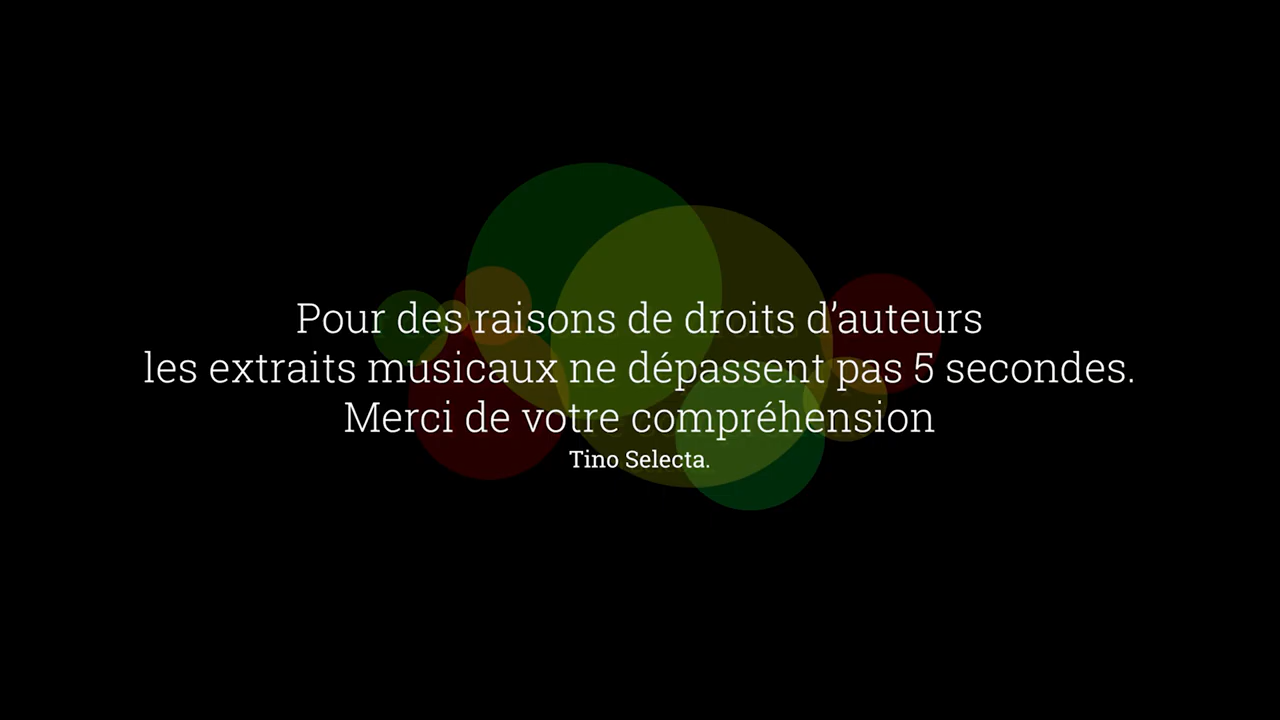 Pour des raisons de droits d’auteurs
les extraits musicaux ne dépassent pas 5 secondes.
Merci de votre compréhension
Tino Selecta.